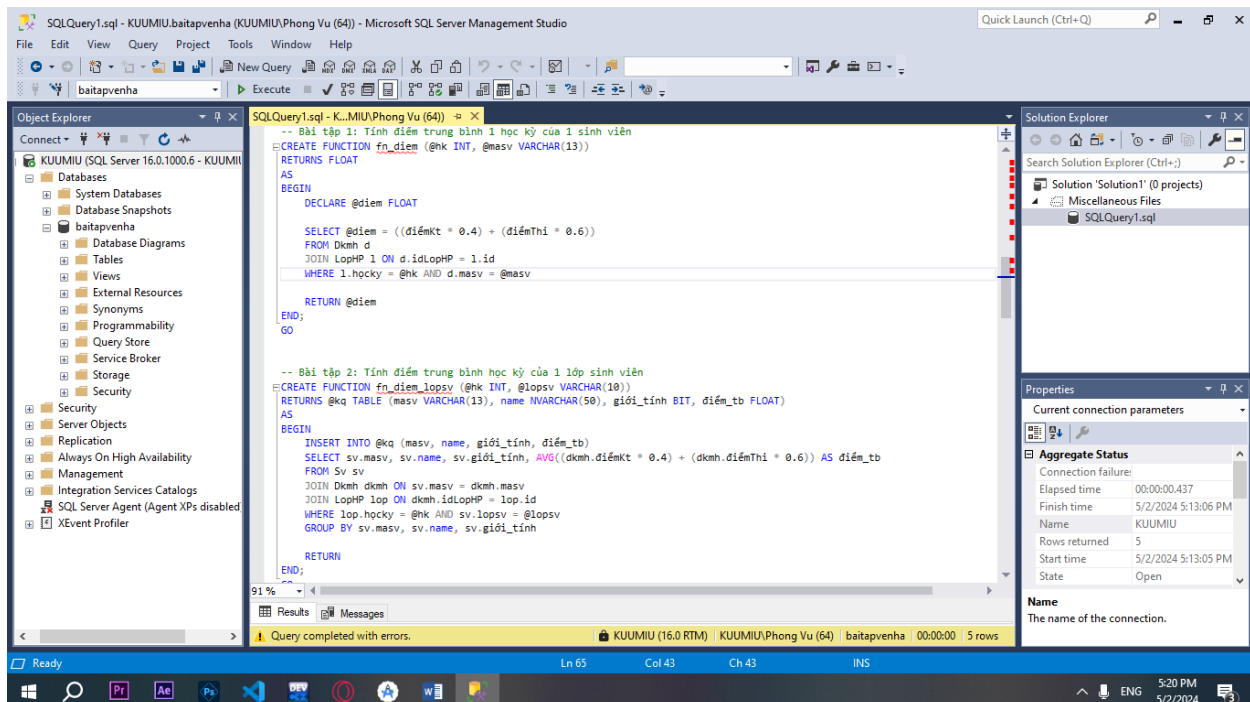 SQLQuery1.sql - KUUMIU.baitapvenha (KUUMIU\Phong Vu (64)) - Microsoft SQL Server Management Studio
Quick Launch (Ctrl+Q)
File Edit View Query Project Tools Window Help
New Query
MDX DMX XMLA DAX
baitapvenha
Execute
Object Explorer
Connect
KUUMIU (SQL Server 16.0.1000.6 - KUUMIU
Databases
System Databases
Database Snapshots
baitapvenha
Database Diagrams
Tables
Views
External Resources
Synonyms
Programmability
Query Store
Service Broker
Storage
Security
Security
Server Objects
Replication
Always On High Availability
Management
Integration Services Catalogs
SQL Server Agent (Agent XPs disabled)
XEvent Profiler
SQLQuery1.sql - K...MIU\Phong Vu (64))
-- Bài tập 1: Tính điểm trung bình 1 học kỳ của 1 sinh viên
CREATE FUNCTION fn_diem (@hk INT, @masv VARCHAR(13))
RETURNS FLOAT
AS
BEGIN
DECLARE @diem FLOAT
SELECT @diem = ((điểmKt * 0.4) + (điểmThi * 0.6))
FROM Dkmh d
JOIN LopHP l ON d.idLopHP = l.id
WHERE l.họcky = @hk AND d.masv = @masv
RETURN @diem
END;
GO
-- Bài tập 2: Tính điểm trung bình học kỳ của 1 lớp sinh viên
CREATE FUNCTION fn_diem_lopsv (@hk INT, @lopsv VARCHAR(10))
RETURNS @kq TABLE (masv VARCHAR(13), name NVARCHAR(50), giới_tính BIT, điểm_tb FLOAT)
AS
BEGIN
INSERT INTO @kq (masv, name, giới_tính, điểm_tb)
SELECT sv.masv, sv.name, sv.giới_tính, AVG((dkmh.điểmKt * 0.4) + (dkmh.điểmThi * 0.6)) AS điểm_tb
FROM Sv sv
JOIN Dkmh dkmh ON sv.masv = dkmh.masv
JOIN LopHP lop ON dkmh.idLopHP = lop.id
WHERE lop.họcky = @hk AND sv.lopsv = @lopsv
GROUP BY sv.masv, sv.name, sv.giới_tính
RETURN
END;
91 %
Results Messages
Query completed with errors.
KUUMIU (16.0 RTM) KUUMIU\Phong Vu (64) baitapvenha 00:00:00 5 rows
Solution Explorer
Search Solution Explorer (Ctrl+;)
Solution 'Solution1' (0 projects)
Miscellaneous Files
SQLQuery1.sql
Properties
Current connection parameters
Aggregate Status
Connection failure
Elapsed time 00:00:00.437
Finish time 5/2/2024 5:13:06 PM
Name KUUMIU
Rows returned 5
Start time 5/2/2024 5:13:05 PM
State Open
Name
The name of the connection.
Ready Ln 65 Col 43 Ch 43 INS
Pr Ae Ps DEV W
ENG
5:20 PM
5/2/2024
3